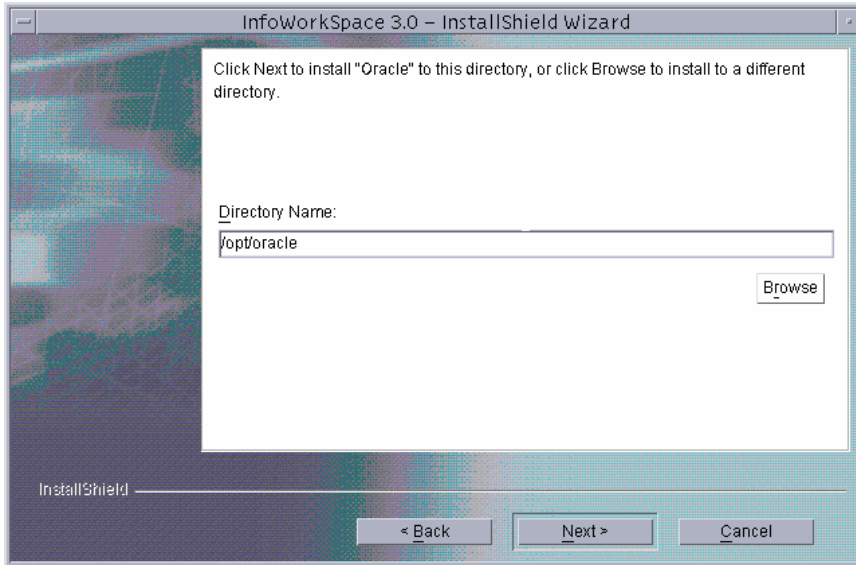 InfoWorkSpace 3.0 – InstallShield Wizard
Click Next to install "Oracle" to this directory, or click Browse to install to a different
directory.
Directory Name:
/opt/oracle
Browse
InstallShield
< Back Next > Cancel